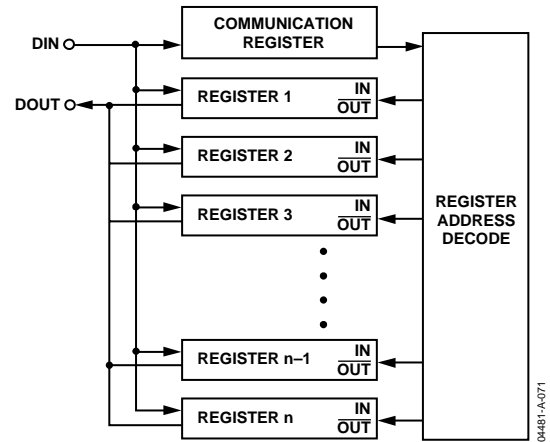 COMMUNICATION
REGISTER
DIN
DOUT
REGISTER 1
IN
OUT
REGISTER 2
IN
OUT
REGISTER 3
IN
OUT
REGISTER
ADDRESS
DECODE
REGISTER n–1
IN
OUT
REGISTER n
IN
OUT
04481-A-071